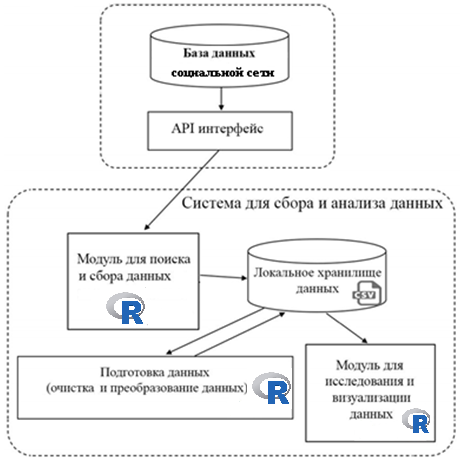 База данных
социальной сети
API интерфейс
Система для сбора и анализа данных
Модуль для поиска
и сбора данных
R
Локальное хранилище
данных
CSV
Подготовка данных
(очистка и преобразование данных)
R
Модуль для
исследования и
визуализации
данных
R